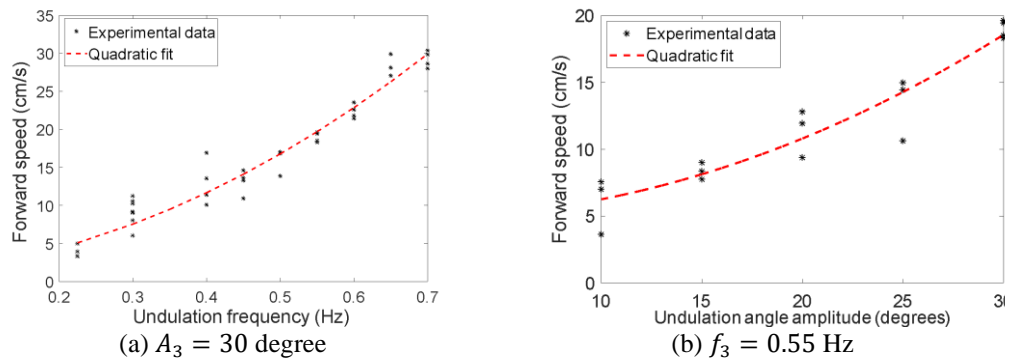 35
30
25
20
15
10
5
0
Forward speed (cm/s)
Experimental data
Quadratic fit
0.2 0.3 0.4 0.5 0.6 0.7
Undulation frequency (Hz)
(a) A₃ = 30 degree
20
15
10
5
0
Forward speed (cm/s)
Experimental data
Quadratic fit
10 15 20 25 30
Undulation angle amplitude (degrees)
(b) f₃ = 0.55 Hz